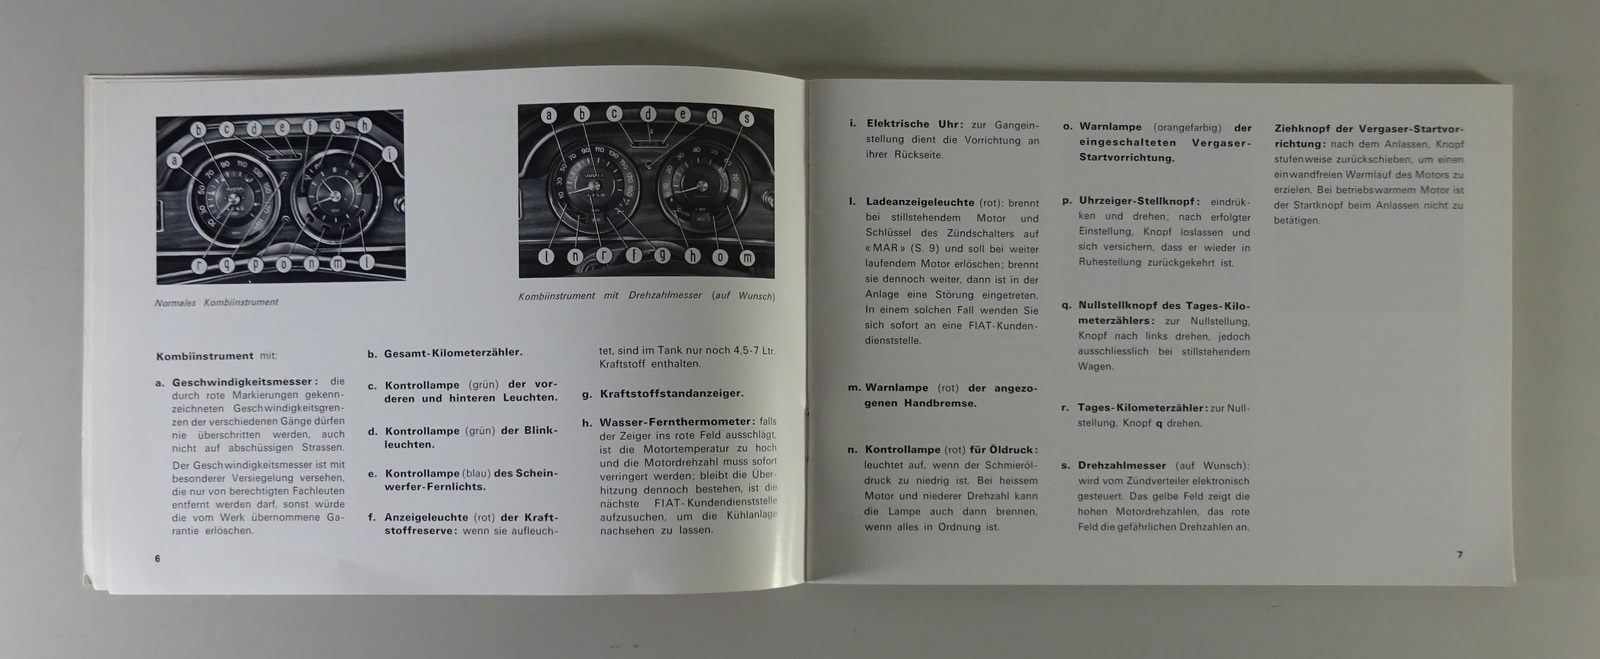 b c d e f g h
a i
r q p o n m l
Normales Kombiinstrument
a b c d e q s
l n r f g h o m
Kombiinstrument mit Drehzahlmesser (auf Wunsch)
Kombiinstrument mit:
a. Geschwindigkeitsmesser: die
durch rote Markierungen gekenn-
zeichneten Geschwindigkeitsgren-
zen der verschiedenen Gänge dürfen
nie überschritten werden, auch
nicht auf abschüssigen Strassen.
Der Geschwindigkeitsmesser ist mit
besonderer Versiegelung versehen,
die nur von berechtigten Fachleuten
entfernt werden darf, sonst würde
die vom Werk übernommene Ga-
rantie erlöschen.
6
b. Gesamt-Kilometerzähler.
c. Kontrollampe (grün) der vor-
deren und hinteren Leuchten.
d. Kontrollampe (grün) der Blink-
leuchten.
e. Kontrollampe (blau) des Schein-
werfer-Fernlichts.
f. Anzeigeleuchte (rot) der Kraft-
stoffreserve: wenn sie aufleuch-
tet, sind im Tank nur noch 4,5-7 Ltr.
Kraftstoff enthalten.
g. Kraftstoffstandanzeiger.
h. Wasser-Fernthermometer: falls
der Zeiger ins rote Feld ausschlägt,
ist die Motortemperatur zu hoch
und die Motordrehzahl muss sofort
verringert werden; bleibt die Über-
hitzung dennoch bestehen, ist die
nächste FIAT-Kundendienststelle
aufzusuchen, um die Kühlanlage
nachsehen zu lassen.
i. Elektrische Uhr: zur Gangein-
stellung dient die Vorrichtung an
ihrer Rückseite.
l. Ladeanzeigeleuchte (rot): brennt
bei stillstehendem Motor und
Schlüssel des Zündschalters auf
«MAR» (S. 9) und soll bei weiter
laufendem Motor erlöschen; brennt
sie dennoch weiter, dann ist in der
Anlage eine Störung eingetreten.
In einem solchen Fall wenden Sie
sich sofort an eine FIAT-Kunden-
dienststelle.
m. Warnlampe (rot) der angezo-
genen Handbremse.
n. Kontrollampe (rot) für Öldruck:
leuchtet auf, wenn der Schmieröl-
druck zu niedrig ist. Bei heissem
Motor und niederer Drehzahl kann
die Lampe auch dann brennen,
wenn alles in Ordnung ist.
o. Warnlampe (orangefarbig) der
eingeschalteten Vergaser-
Startvorrichtung.
p. Uhrzeiger-Stellknopf: eindrük-
ken und drehen; nach erfolgter
Einstellung, Knopf loslassen und
sich versichern, dass er wieder in
Ruhestellung zurückgekehrt ist.
q. Nullstellknopf des Tages-Kilo-
meterzählers: zur Nullstellung,
Knopf nach links drehen, jedoch
ausschliesslich bei stillstehendem
Wagen.
r. Tages-Kilometerzähler: zur Null-
stellung, Knopf q drehen.
s. Drehzahlmesser (auf Wunsch):
wird vom Zündverteiler elektronisch
gesteuert. Das gelbe Feld zeigt die
hohen Motordrehzahlen, das rote
Feld die gefährlichen Drehzahlen an.
Ziehknopf der Vergaser-Startvor-
richtung: nach dem Anlassen, Knopf
stufenweise zurückschieben, um einen
einwandfreien Warmlauf des Motors zu
erzielen. Bei betriebswarmem Motor ist
der Startknopf beim Anlassen nicht zu
betätigen.
7